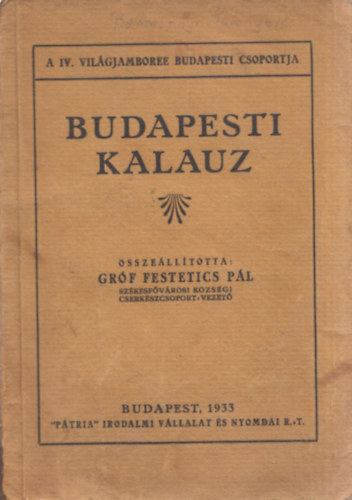 A IV. VILÁGJAMBOREE BUDAPESTI CSOPORTJA
BUDAPESTI
KALAUZ
ÖSSZEÁLLÍTOTTA:
GRÓF FESTETICS PÁL
SZÉKESFŐVÁROSI KÖZSÉGI
CSERKÉSZCSOPORT-VEZETŐ
BUDAPEST, 1933
"PÁTRIA" IRODALMI VÁLLALAT ÉS NYOMDAI R.-T.